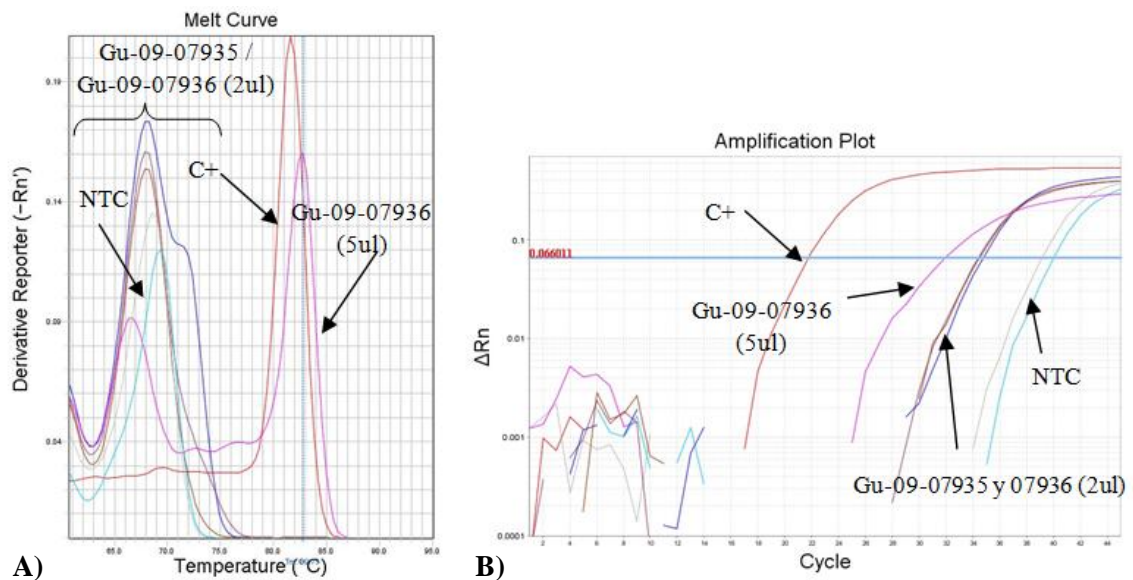 Melt Curve
Gu-09-07935 /
Gu-09-07936 (2ul)
C+
NTC
Gu-09-07936
(5ul)
0.19
0.14
0.09
0.04
Derivative Reporter (−Rn')
65.0 70.0 75.0 80.0 85.0 90.0 95.0
Temperature (°C)
A)
Amplification Plot
C+
0.066011
Gu-09-07936
(5ul)
NTC
Gu-09-07935 y 07936 (2ul)
0.1
0.01
0.001
0.0001
ΔRn
2 4 6 8 10 12 14 16 18 20 22 24 26 28 30 32 34 36 38 40 42 44
Cycle
B)